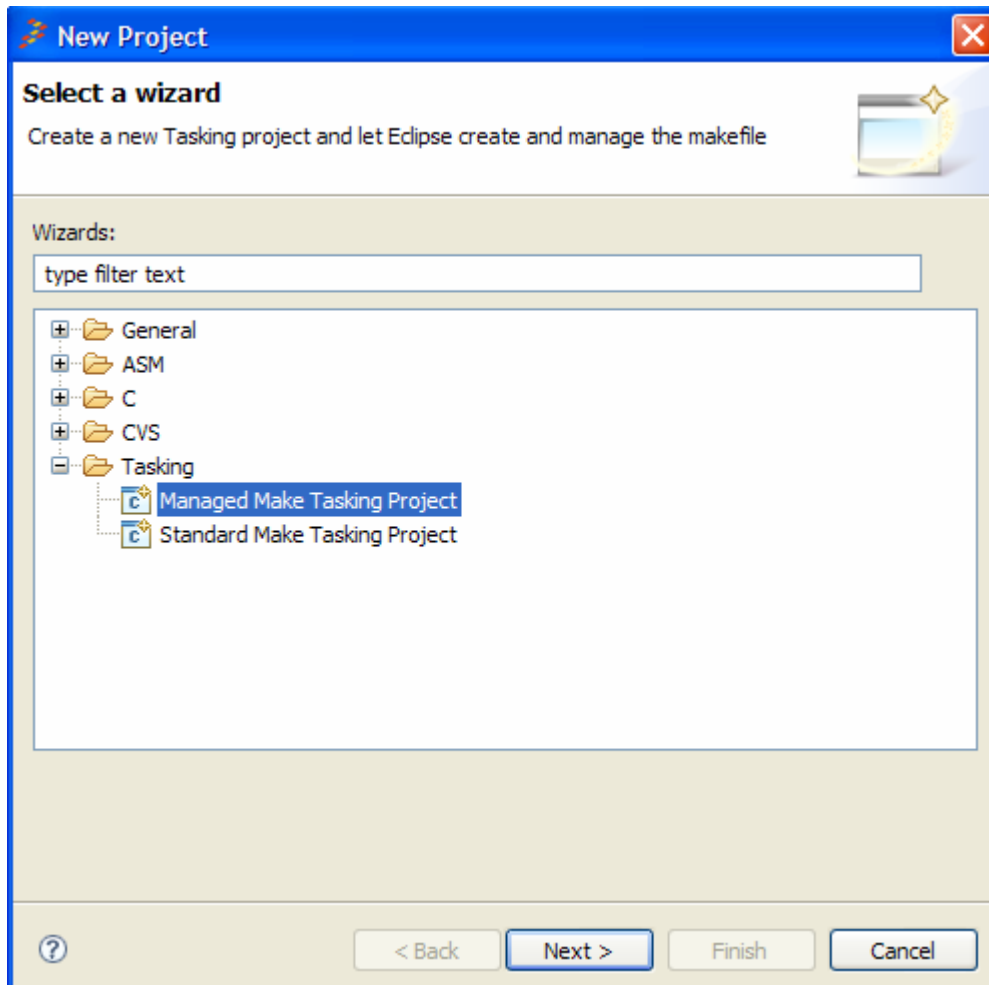 New Project
Select a wizard
Create a new Tasking project and let Eclipse create and manage the makefile
Wizards:
type filter text
General
ASM
C
CVS
Tasking
Managed Make Tasking Project
Standard Make Tasking Project
? < Back Next > Finish Cancel